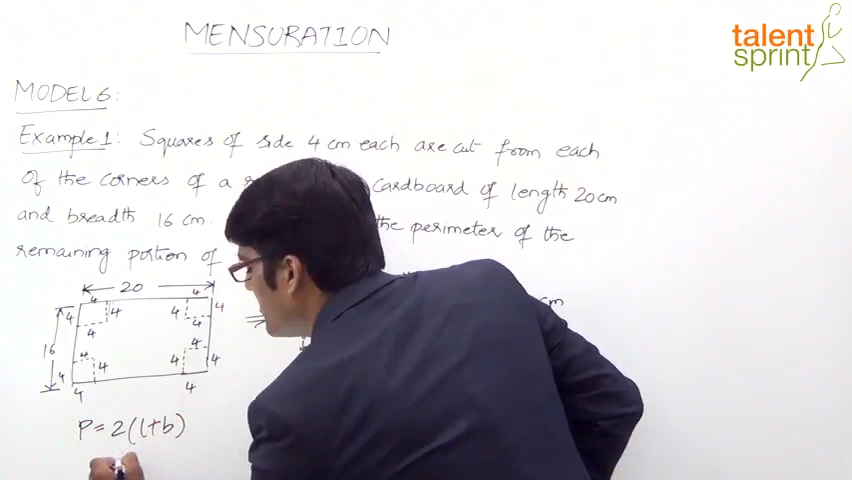 MENSURATION
talent
sprint
MODEL 6:
Example 1: Squares of side 4 cm each are cut from each
of the corners of a cardboard of length 20 cm
and breadth 16 cm. the perimeter of the
remaining portion of
20
4 4
4 4 4 4
4 4
16
4 4
4 4 4 4
4 4
cm
P = 2(l+b)